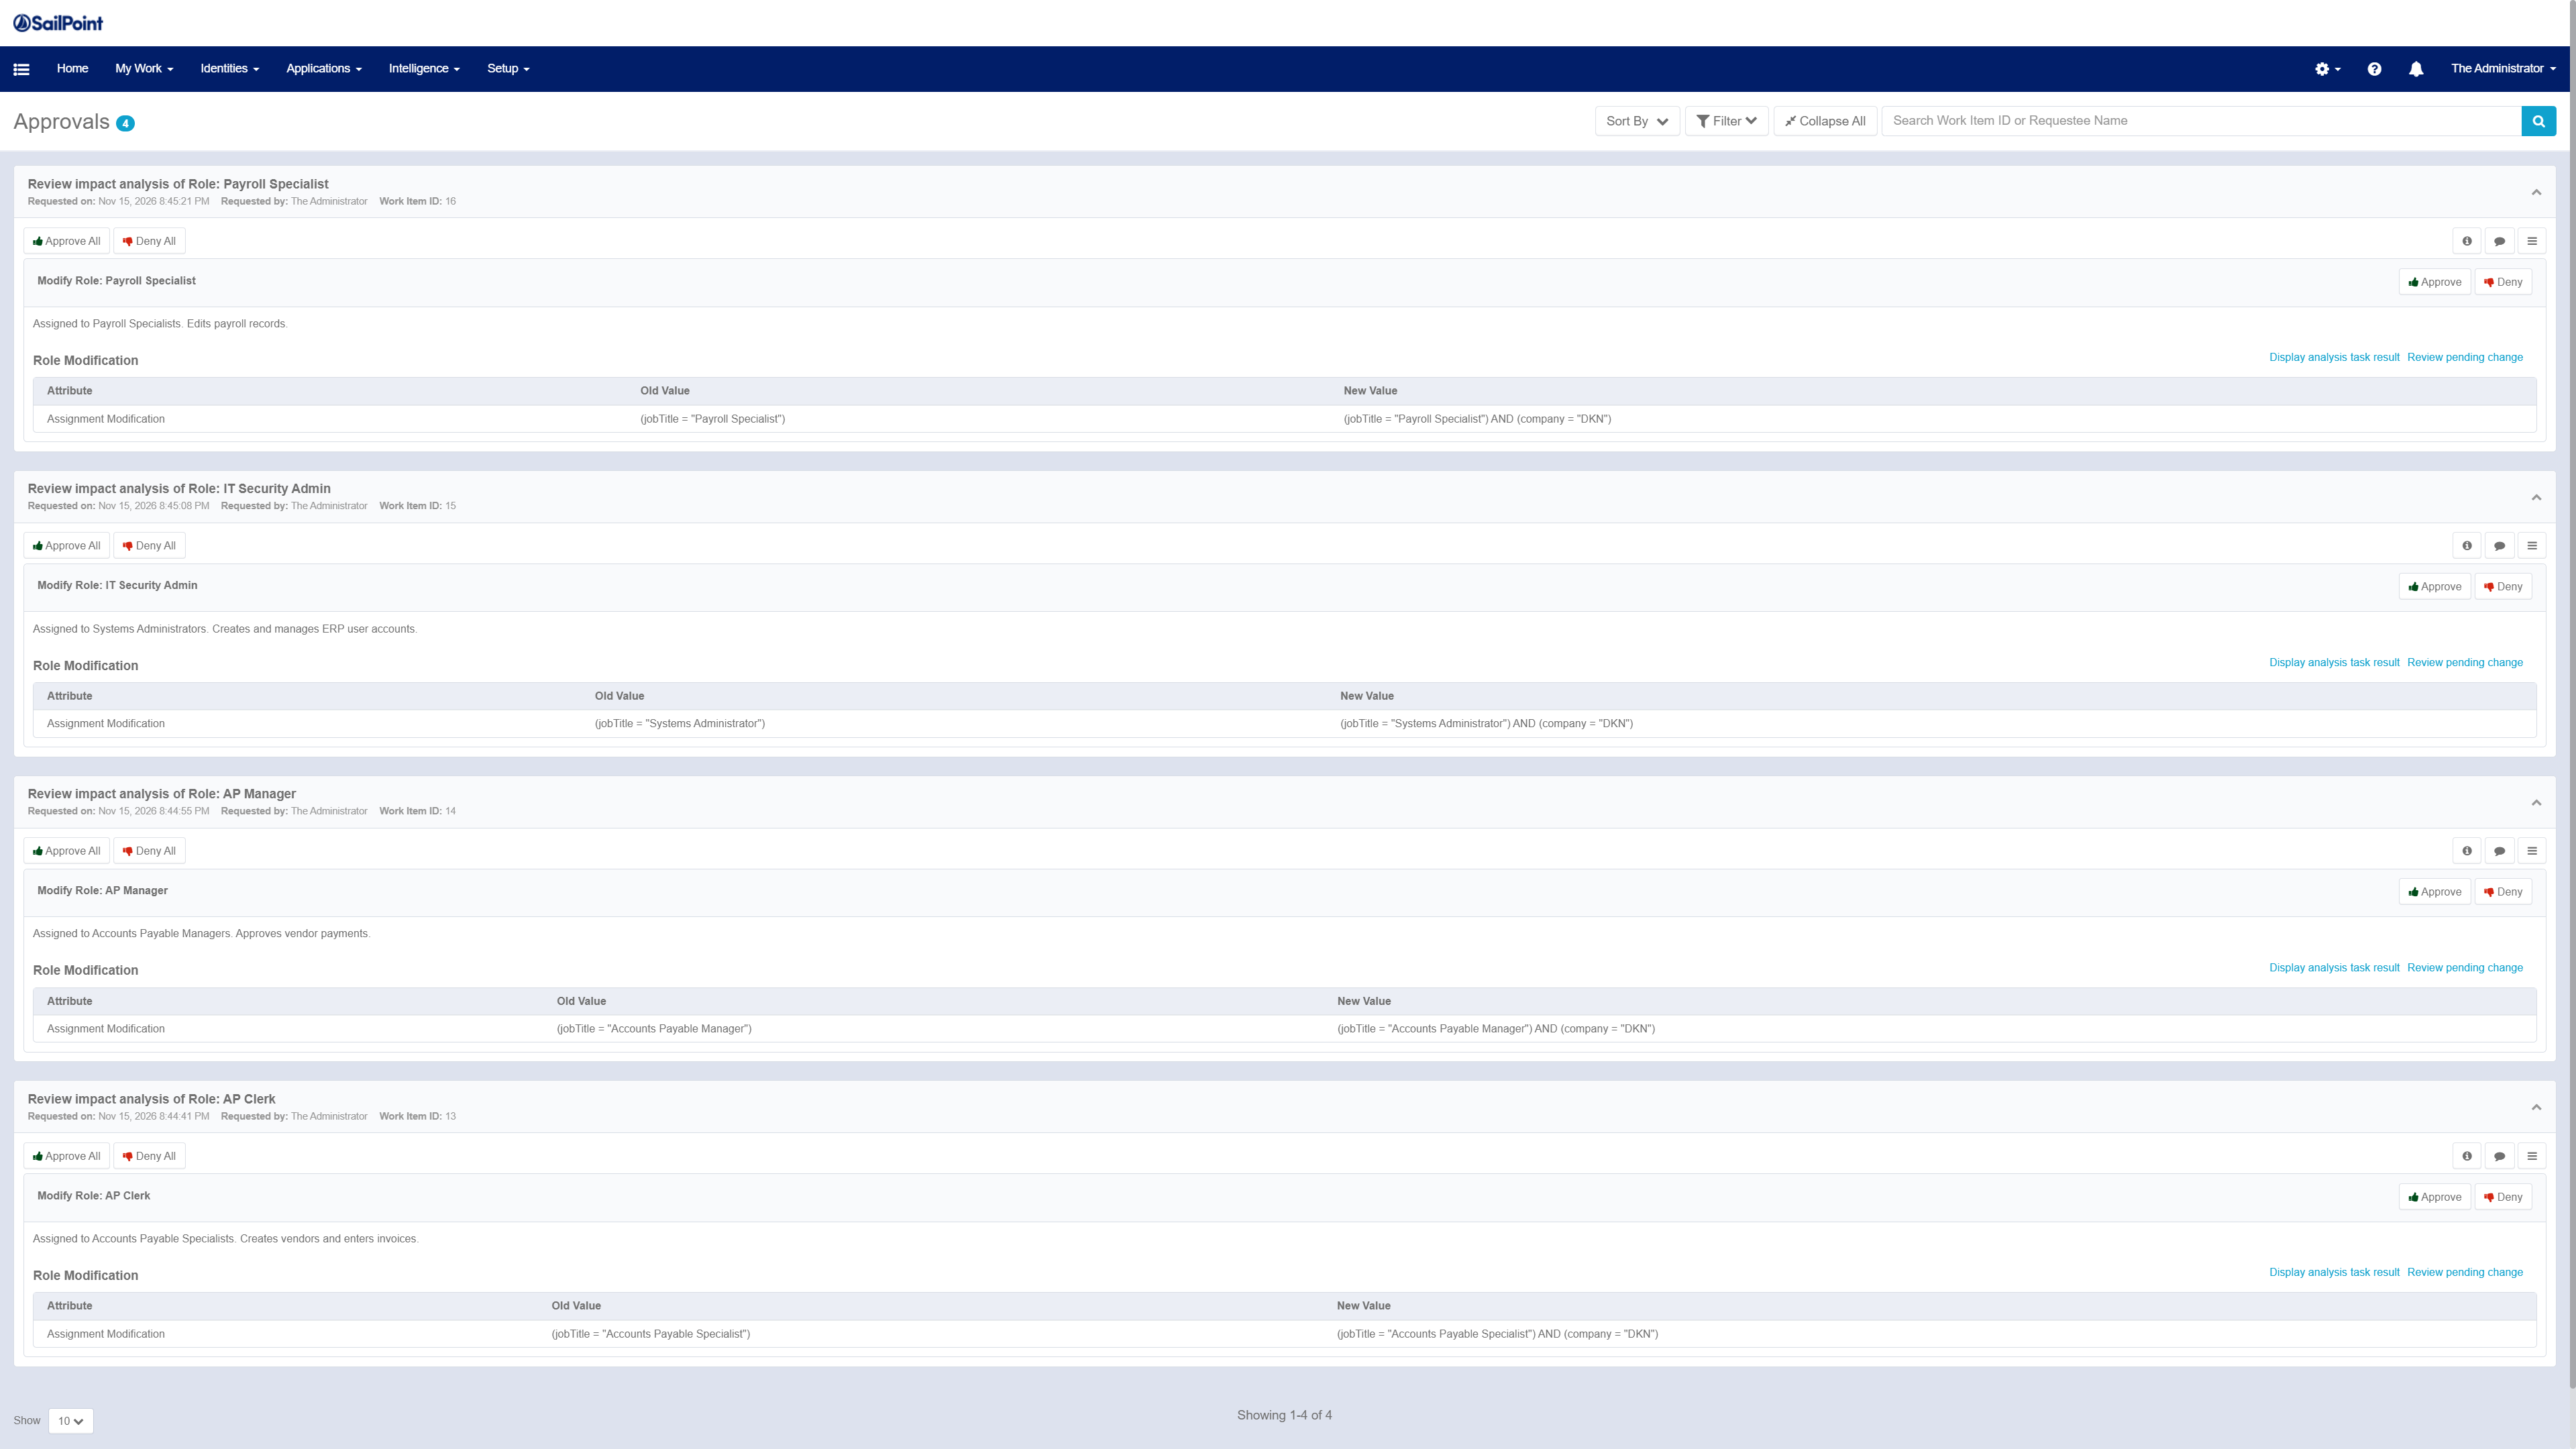 SailPoint
Home My Work Identities Applications Intelligence Setup The Administrator
Approvals 4 Sort By Filter Collapse All Search Work Item ID or Requestee Name
Review impact analysis of Role: Payroll Specialist
Requested on: Nov 15, 2026 8:45:21 PM Requested by: The Administrator Work Item ID: 16
Approve All Deny All
Modify Role: Payroll Specialist Approve Deny
Assigned to Payroll Specialists. Edits payroll records.
Role Modification Display analysis task result Review pending change
Attribute Old Value New Value
Assignment Modification (jobTitle = "Payroll Specialist") (jobTitle = "Payroll Specialist") AND (company = "DKN")
Review impact analysis of Role: IT Security Admin
Requested on: Nov 15, 2026 8:45:08 PM Requested by: The Administrator Work Item ID: 15
Approve All Deny All
Modify Role: IT Security Admin Approve Deny
Assigned to Systems Administrators. Creates and manages ERP user accounts.
Role Modification Display analysis task result Review pending change
Attribute Old Value New Value
Assignment Modification (jobTitle = "Systems Administrator") (jobTitle = "Systems Administrator") AND (company = "DKN")
Review impact analysis of Role: AP Manager
Requested on: Nov 15, 2026 8:44:55 PM Requested by: The Administrator Work Item ID: 14
Approve All Deny All
Modify Role: AP Manager Approve Deny
Assigned to Accounts Payable Managers. Approves vendor payments.
Role Modification Display analysis task result Review pending change
Attribute Old Value New Value
Assignment Modification (jobTitle = "Accounts Payable Manager") (jobTitle = "Accounts Payable Manager") AND (company = "DKN")
Review impact analysis of Role: AP Clerk
Requested on: Nov 15, 2026 8:44:41 PM Requested by: The Administrator Work Item ID: 13
Approve All Deny All
Modify Role: AP Clerk Approve Deny
Assigned to Accounts Payable Specialists. Creates vendors and enters invoices.
Role Modification Display analysis task result Review pending change
Attribute Old Value New Value
Assignment Modification (jobTitle = "Accounts Payable Specialist") (jobTitle = "Accounts Payable Specialist") AND (company = "DKN")
Show 10 Showing 1-4 of 4